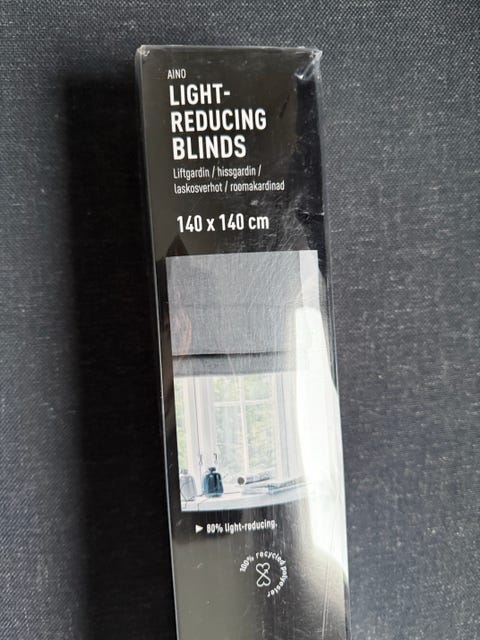 AINO
LIGHT-
REDUCING
BLINDS
Liftgardin / hissgardin /
laskosverhot / roomakardinad
140 x 140 cm
80% light-reducing.
100% recycled polyester